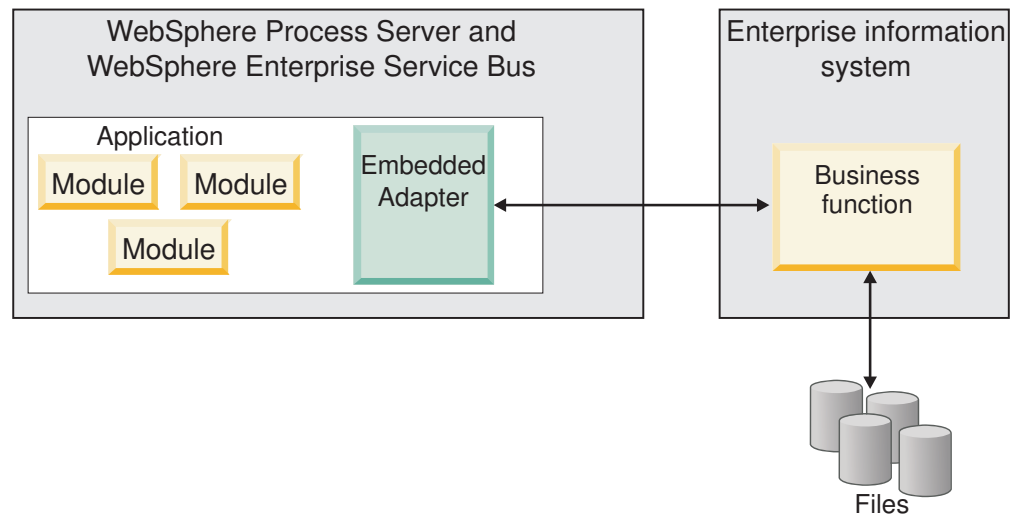 WebSphere Process Server and
WebSphere Enterprise Service Bus
Application
Module
Module
Module
Embedded
Adapter
Enterprise information
system
Business
function
Files